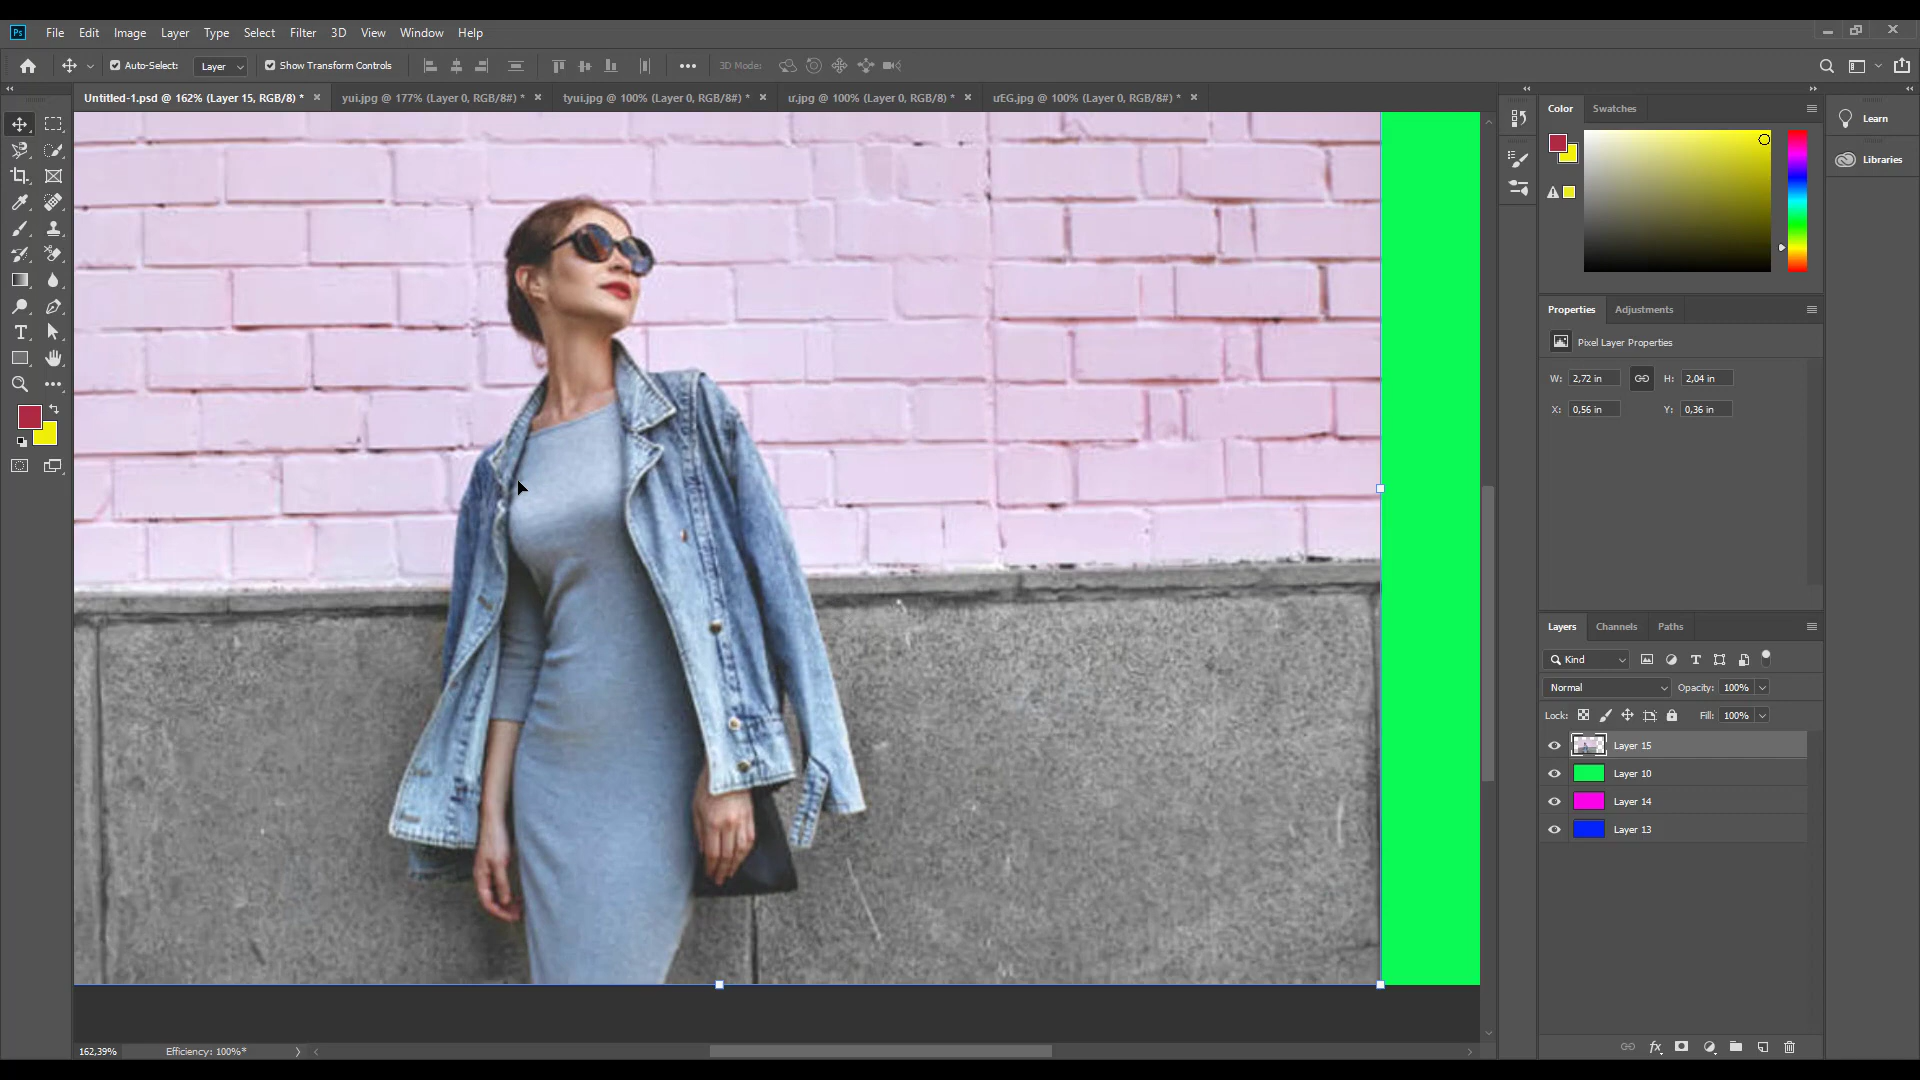 Ps File Edit Image Layer Type Select Filter 3D View Window Help
Auto-Select: Layer Show Transform Controls 3D Mode:
Untitled-1.psd @ 162% (Layer 15, RGB/8) * yui.jpg @ 177% (Layer 0, RGB/8#) * tyui.jpg @ 100% (Layer 0, RGB/8#) * ư.jpg @ 100% (Layer 0, RGB/8) * ưEG.jpg @ 100% (Layer 0, RGB/8#) *
Color Swatches
Learn
Libraries
Properties Adjustments
Pixel Layer Properties
W: 2,72 in H: 2,04 in
X: 0,56 in Y: 0,36 in
Layers Channels Paths
Kind
Normal Opacity: 100%
Lock: Fill: 100%
Layer 15
Layer 10
Layer 14
Layer 13
162,39% Efficiency: 100%*